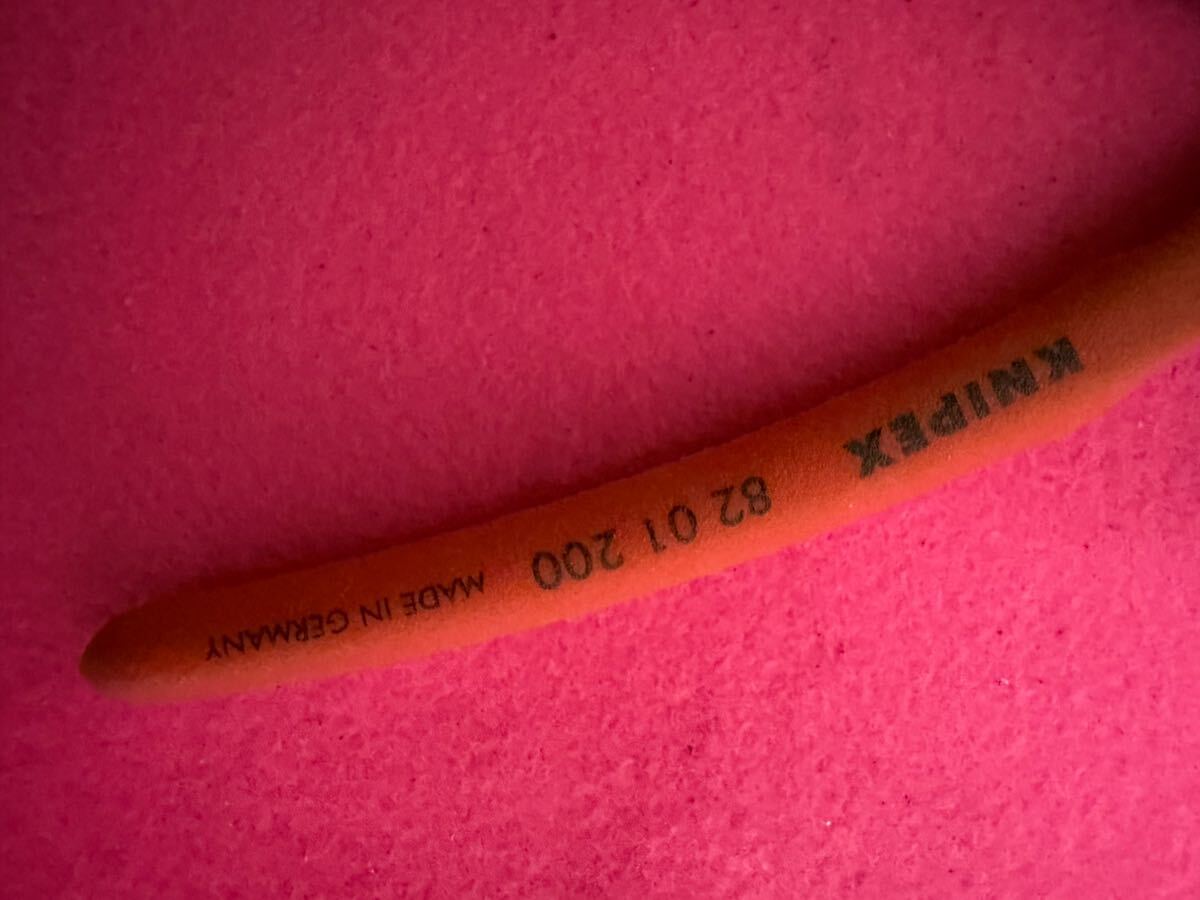 KNIPEX
82 01 200
MADE IN GERMANY